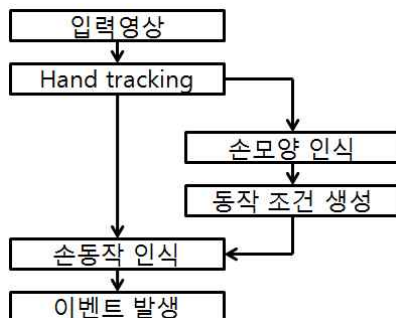 입력영상
Hand tracking
손모양 인식
동작 조건 생성
손동작 인식
이벤트 발생